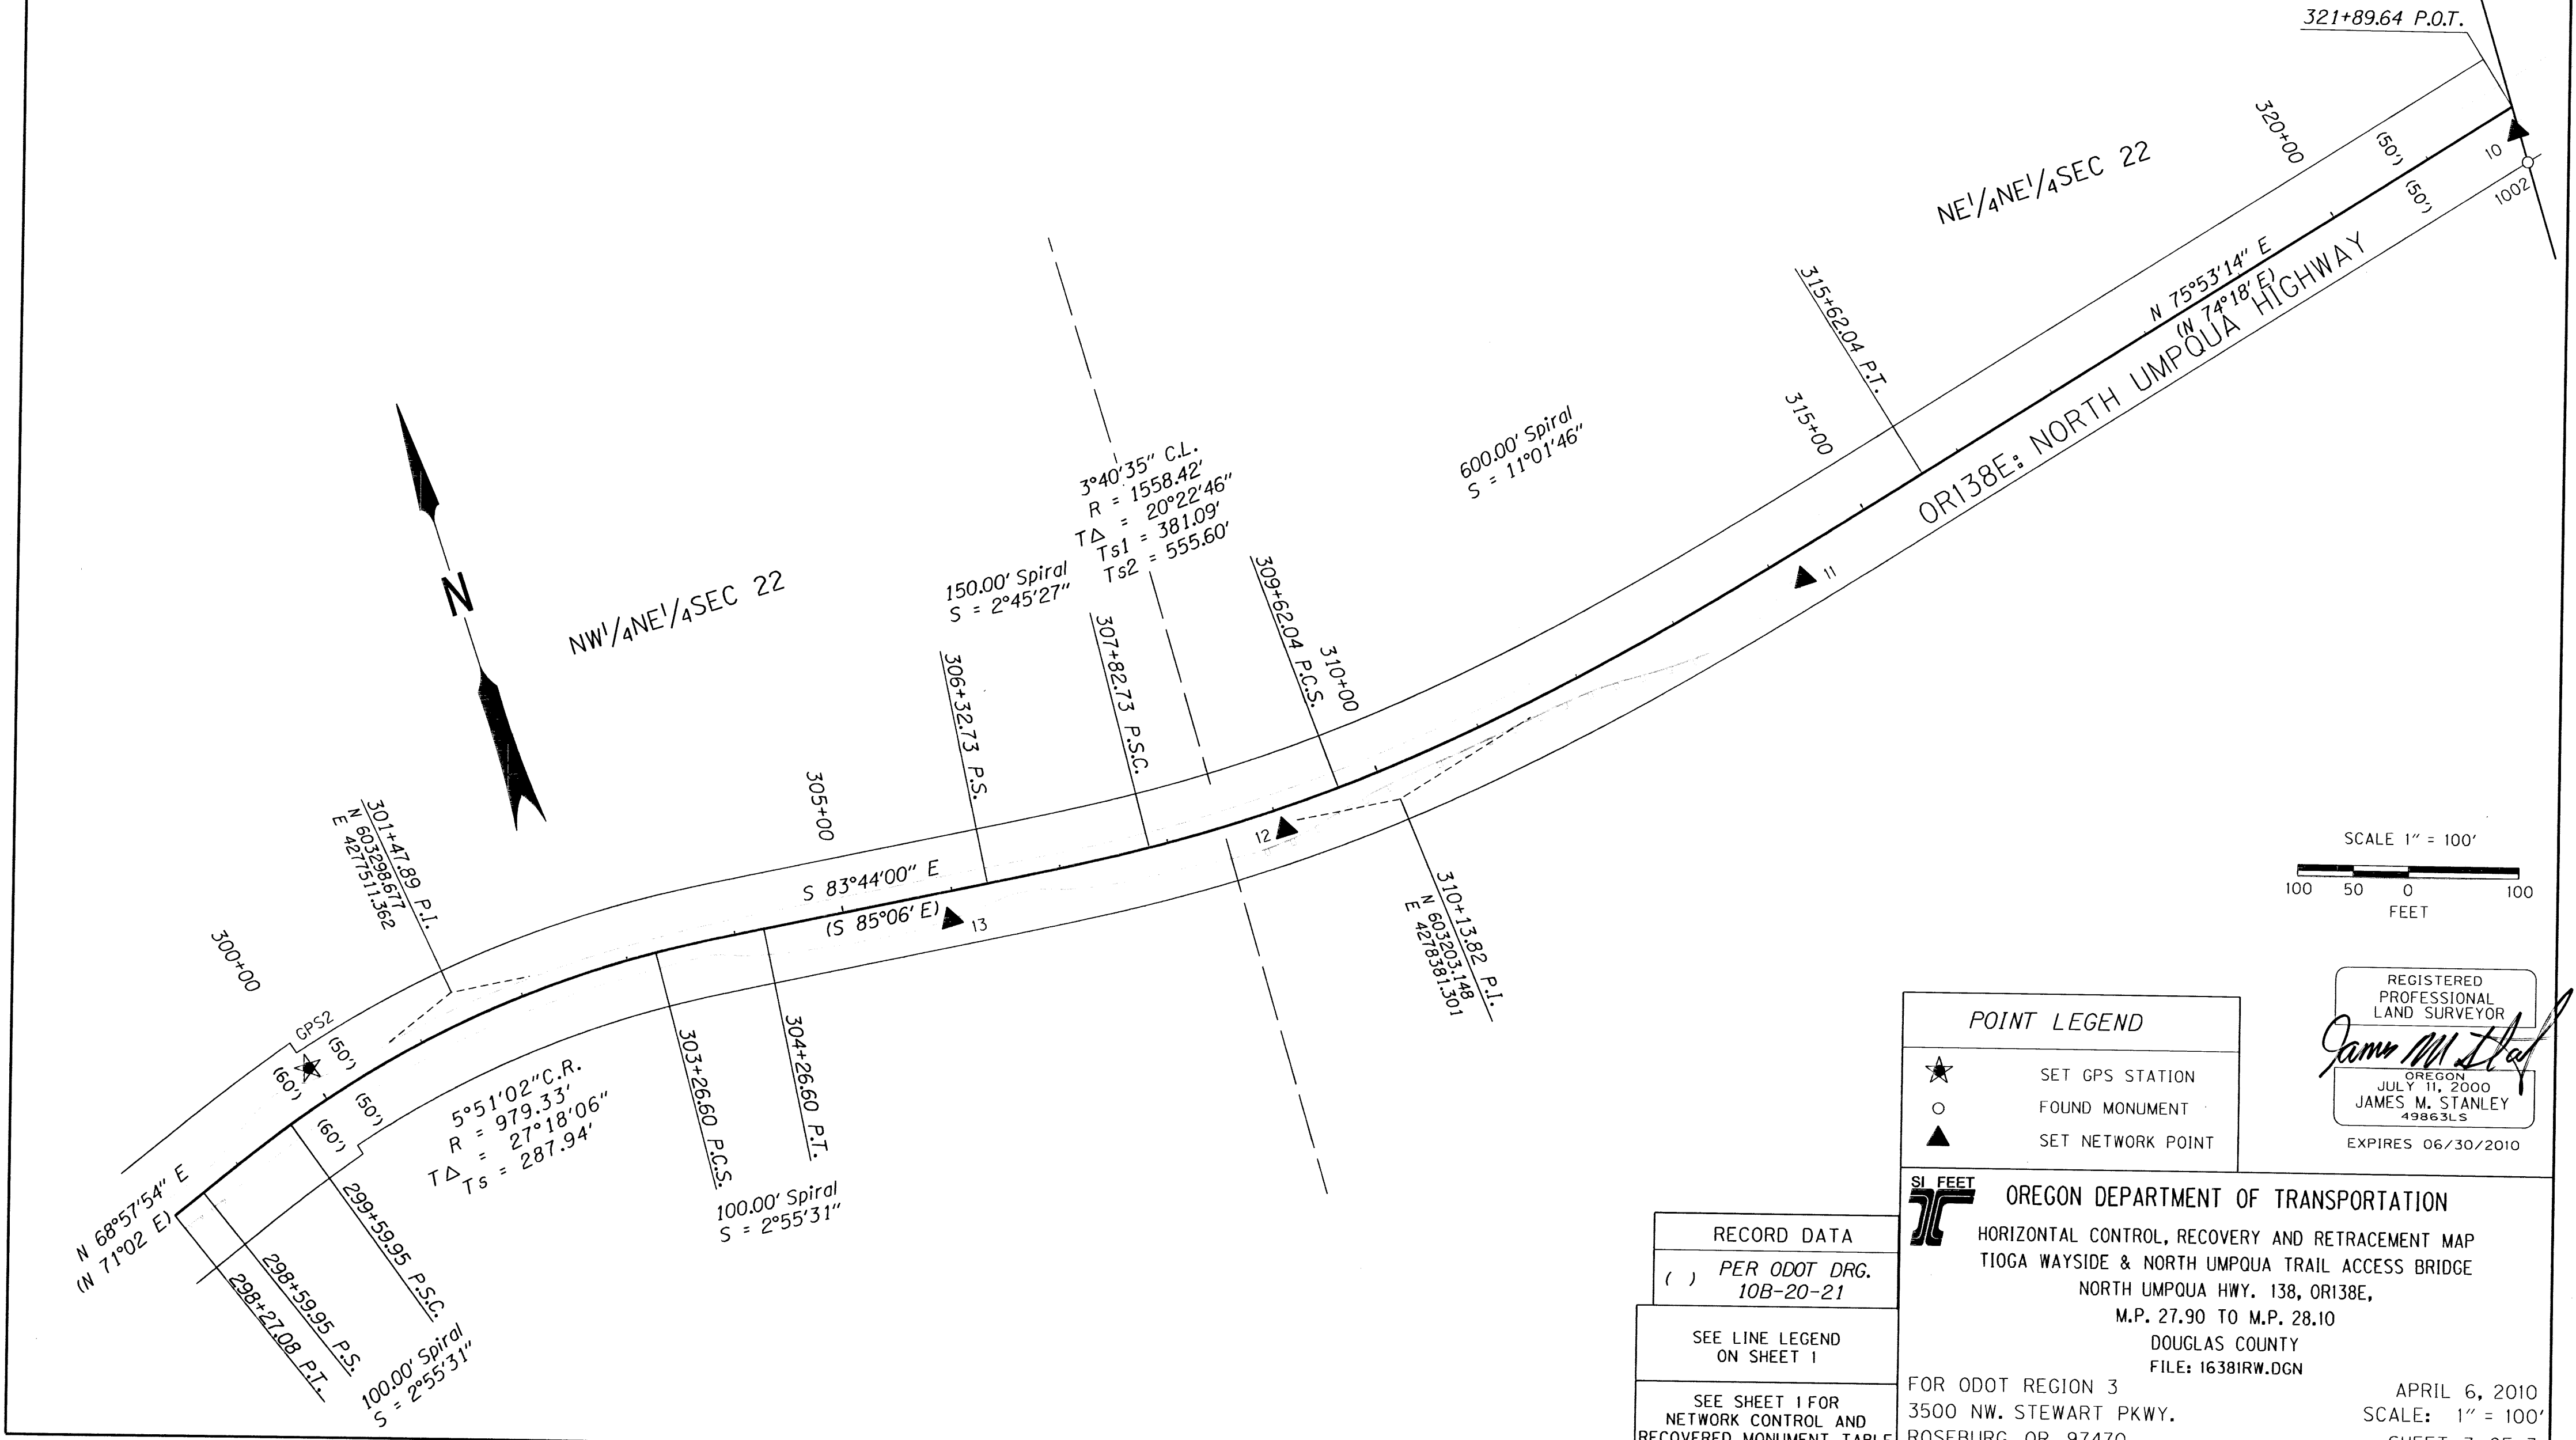 321+89.64 P.O.T.
320+00
(50')
(50')
10
1002
NE¹/₄NE¹/₄SEC 22
N 75°53'14" E
(N 74°18' E)
OR138E: NORTH UMPQUA HIGHWAY
315+62.04 P.T.
315+00
11
600.00' Spiral
S = 11°01'46"
3°40'35" C.L.
R = 1558.42'
T△ = 20°22'46"
Ts1 = 381.09'
Ts2 = 555.60'
150.00' Spiral
S = 2°45'27"
309+62.04 P.C.S.
310+00
307+82.73 P.S.C.
306+32.73 P.S.
N
NW¹/₄NE¹/₄SEC 22
305+00
12
310+13.82 P.I.
N 603203.148
E 4278381.301
S 83°44'00" E
(S 85°06' E)
13
301+47.89 P.I.
N 603298.677
E 4277511.362
300+00
GPS2
(50')
(60')
(50')
(60')
5°51'02"C.R.
R = 979.33'
T△ = 27°18'06"
Ts = 287.94'
303+26.60 P.C.S.
304+26.60 P.T.
100.00' Spiral
S = 2°55'31"
N 68°57'54" E
(N 71°02 E)
299+59.95 P.S.C.
298+59.95 P.S.
298+27.08 P.T.
100.00' Spiral
S = 2°55'31"
SCALE 1" = 100'
100 50 0 100
FEET
POINT LEGEND
SET GPS STATION
FOUND MONUMENT
SET NETWORK POINT
REGISTERED
PROFESSIONAL
LAND SURVEYOR
OREGON
JULY 11, 2000
JAMES M. STANLEY
49863LS
EXPIRES 06/30/2010
RECORD DATA
( ) PER ODOT DRG.
10B-20-21
SEE LINE LEGEND
ON SHEET 1
SEE SHEET 1 FOR
NETWORK CONTROL AND
RECOVERED MONUMENT TABLE
SI FEET
OREGON DEPARTMENT OF TRANSPORTATION
HORIZONTAL CONTROL, RECOVERY AND RETRACEMENT MAP
TIOGA WAYSIDE & NORTH UMPQUA TRAIL ACCESS BRIDGE
NORTH UMPQUA HWY. 138, OR138E,
M.P. 27.90 TO M.P. 28.10
DOUGLAS COUNTY
FILE: 16381RW.DGN
FOR ODOT REGION 3
3500 NW. STEWART PKWY.
ROSEBURG, OR. 97470
APRIL 6, 2010
SCALE: 1" = 100'